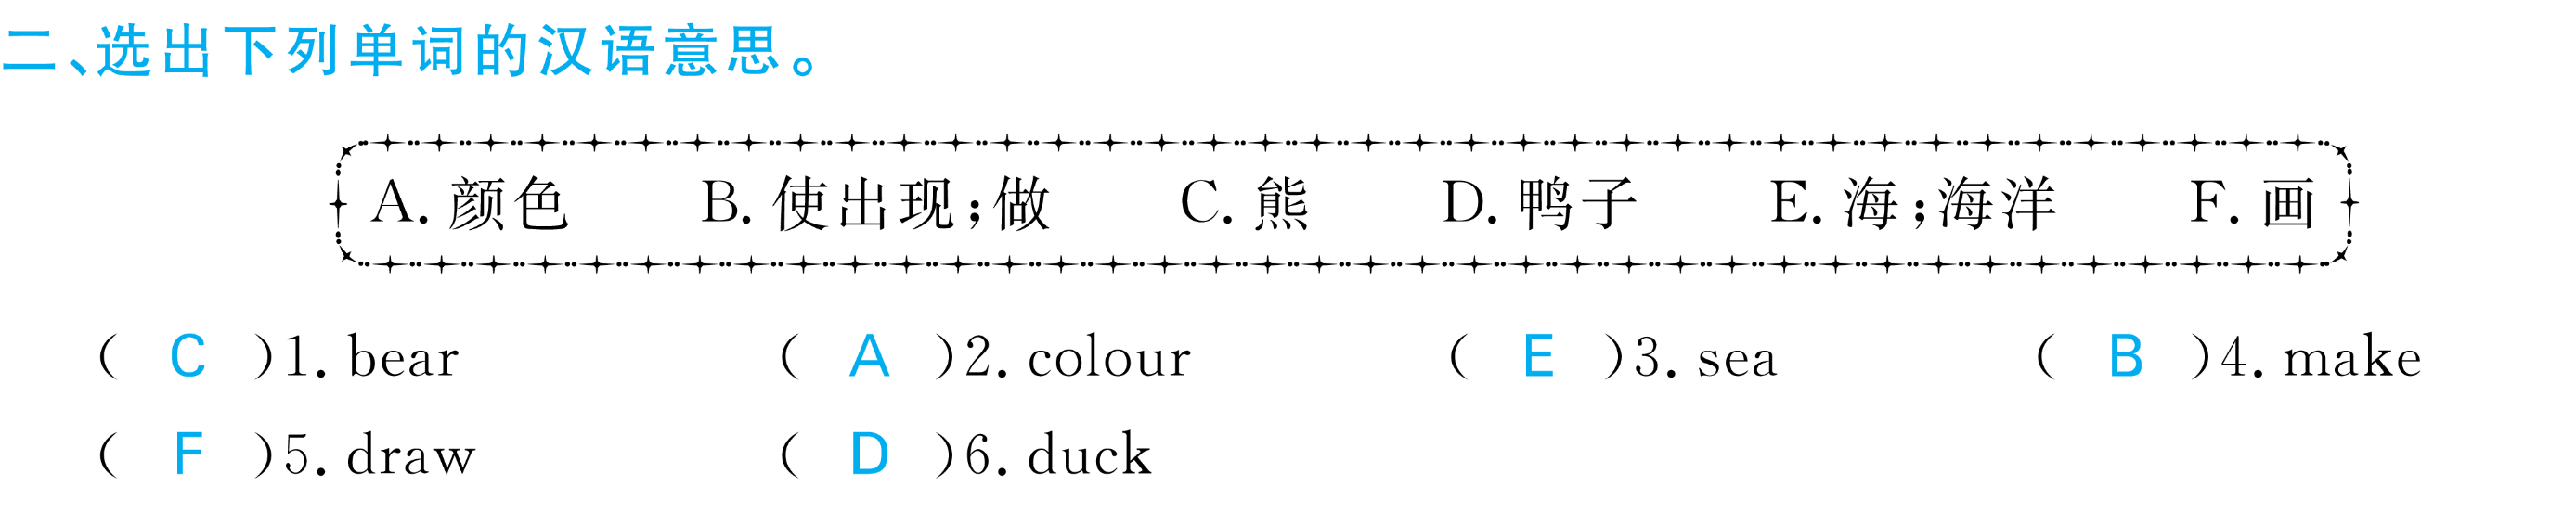 二、选出下列单词的汉语意思。
A. 颜色 B. 使出现;做 C. 熊 D. 鸭子 E. 海;海洋 F. 画
( C )1. bear ( A )2. colour ( E )3. sea ( B )4. make
( F )5. draw ( D )6. duck